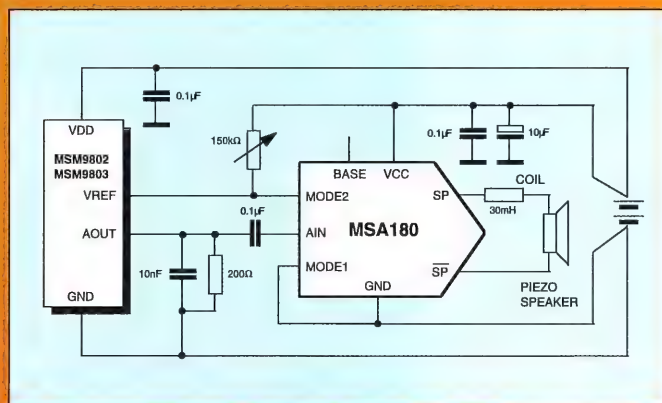 0.1µF
VDD
MSM9802
MSM9803
VREF
AOUT
GND
10nF
200Ω
150kΩ
0.1µF
BASE
VCC
MODE2
AIN
MODE1
MSA180
SP
SP
GND
0.1µF
10µF
COIL
30mH
PIEZO
SPEAKER